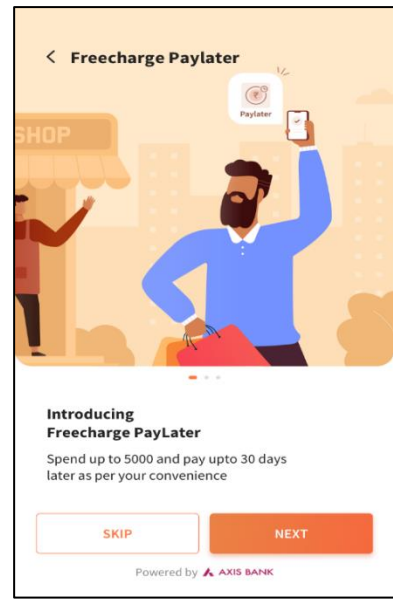 Freecharge Paylater
Paylater
SHOP
Introducing
Freecharge PayLater
Spend up to 5000 and pay upto 30 days
later as per your convenience
SKIP
NEXT
Powered by AXIS BANK